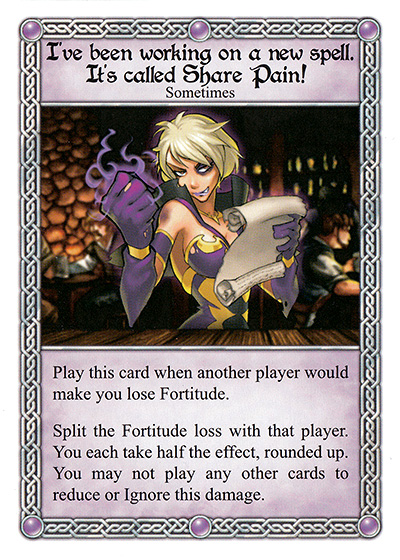 I've been working on a new spell.
It's called Share Pain!
Sometimes
Play this card when another player would
make you lose Fortitude.
Split the Fortitude loss with that player.
You each take half the effect, rounded up.
You may not play any other cards to
reduce or Ignore this damage.